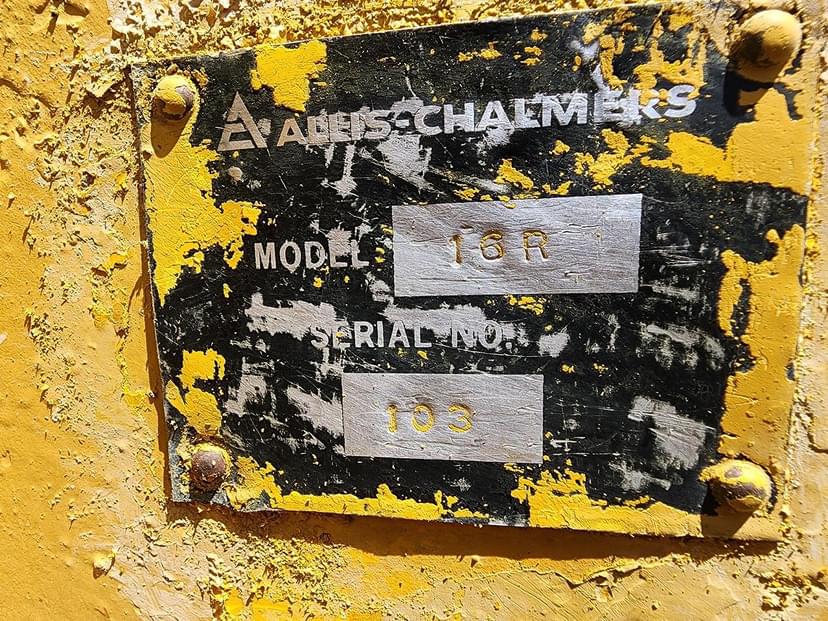 ALLIS-CHALMERS
MODEL 16R
SERIAL NO.
103